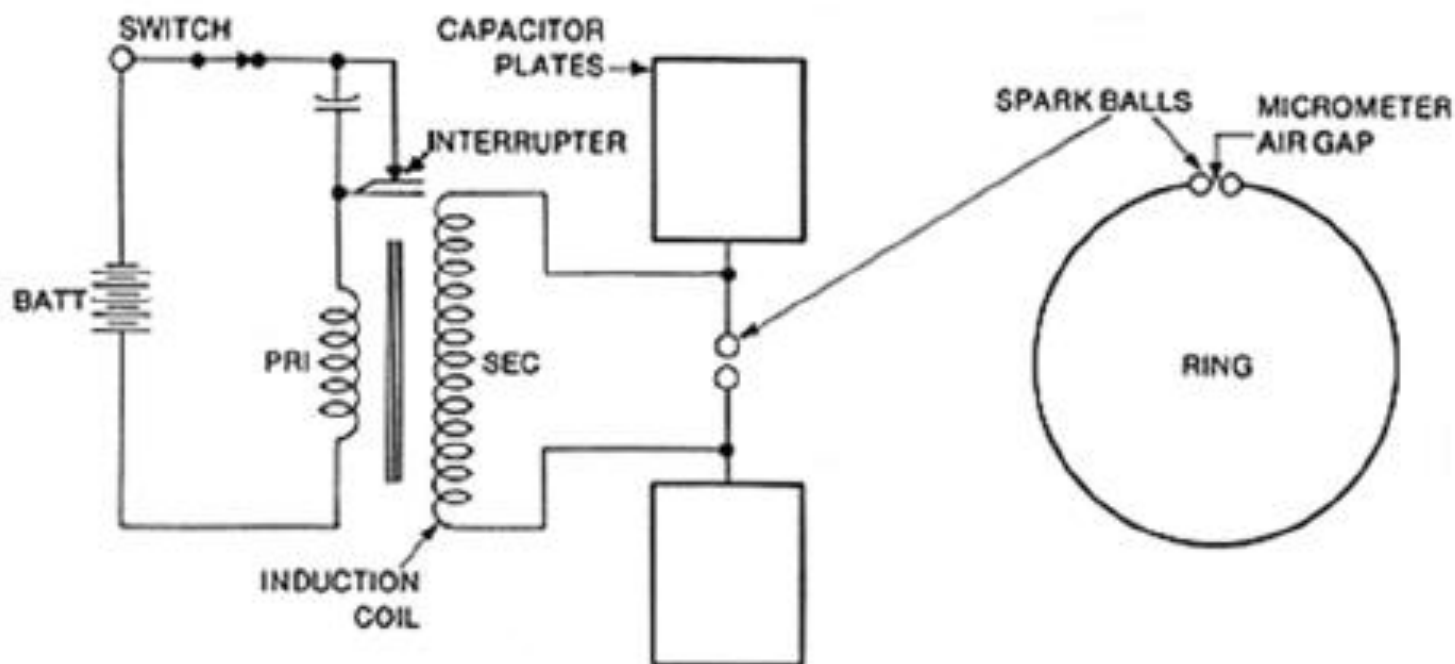 SWITCH
CAPACITOR
PLATES
SPARK BALLS
MICROMETER
AIR GAP
INTERRUPTER
BATT
PRI
SEC
RING
INDUCTION
COIL